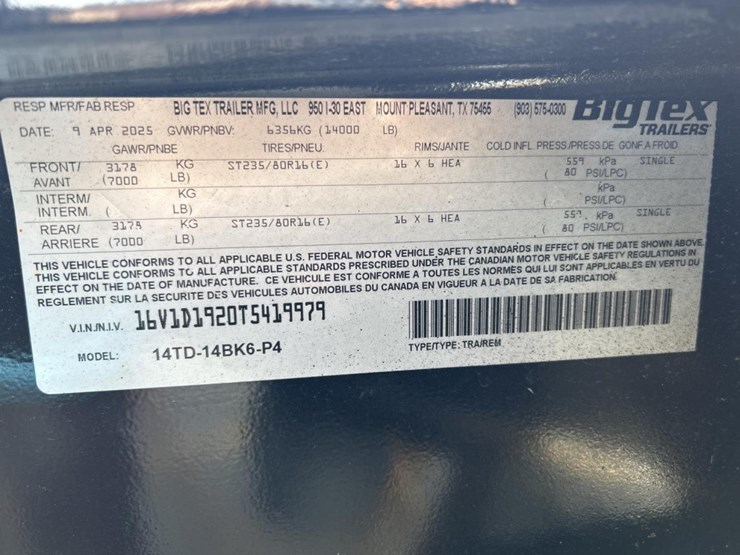 RESP MFR/FAB RESP BIG TEX TRAILER MFG, LLC 950 I-30 EAST MOUNT PLEASANT, TX 75455 (903) 575-0300 BigTex
TRAILERS
DATE: 9 APR 2025 GVWR/PNBV: 6356KG (14000 LB)
GAWR/PNBE TIRES/PNEU. RIMS/JANTE COLD INFL. PRESS./PRESS DE GONF A FROID
FRONT/ 3178 KG ST235/80R16(E) 16 X 6 HEA 559 kPa SINGLE
AVANT (7000 LB) ( 80 PSI/LPC)
INTERM/ KG kPa
INTERM. ( LB) ( PSI/LPC)
REAR/ 3178 KG ST235/80R16(E) 16 X 6 HEA 559 kPa SINGLE
ARRIERE (7000 LB) ( 80 PSI/LPC)
THIS VEHICLE CONFORMS TO ALL APPLICABLE U.S. FEDERAL MOTOR VEHICLE SAFETY STANDARDS IN EFFECT ON THE DATE SHOWN ABOVE.
THIS VEHICLE CONFORMS TO ALL APPLICABLE STANDARDS PRESCRIBED UNDER THE CANADIAN MOTOR VEHICLE SAFETY REGULATIONS IN
EFFECT ON THE DATE OF MANUFACTURE. CE VEHICULE EST CONFORME A TOUTES LES NORMES QUI LUI SONT APPLICABLES EN VERTU DU
REGLEMENT SUR LA SECURITE DES VEHICULES AUTOMOBILES DU CANADA EN VIGUEUR A LA DATE DE SA FABRICATION.
V.I.N./N.I.V. 16V1D1920T5419979
MODEL: 14TD-14BK6-P4 TYPE/TYPE: TRA/REM